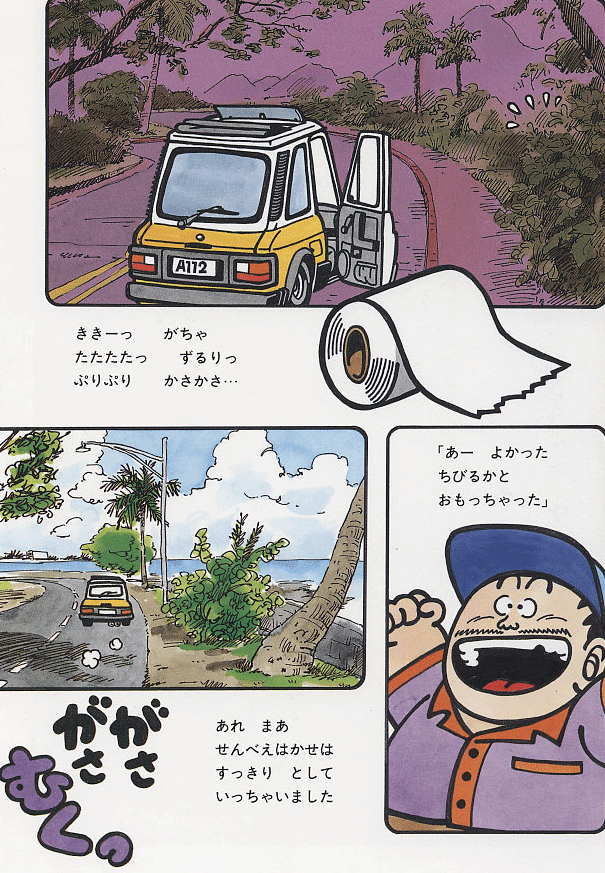 A112
ききーっ　　がちゃ
たたたたっ　　ずるりっ
ぷりぷり　　かさかさ…
「あー　よかった
ちびるかと
おもっちゃった」
がさ
がさ
むくの
あれ　まあ
せんべえはかせは
すっきり　として
いっちゃいました